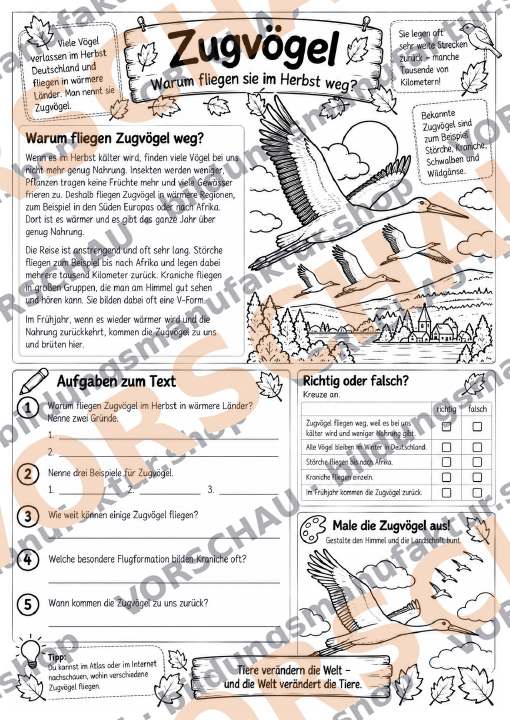 Zugvögel
Warum fliegen sie im Herbst weg?
Viele Vögel
verlassen im Herbst
Deutschland und
fliegen in wärmere
Länder. Man nennt sie
Zugvögel.
Sie legen oft
sehr weite Strecken
zurück – manche
Tausende von
Kilometern!
Bekannte
Zugvögel sind
zum Beispiel
Störche, Kraniche,
Schwalben und
Wildgänse.
Warum fliegen Zugvögel weg?
Wenn es im Herbst kälter wird, finden viele Vögel bei uns
nicht mehr genug Nahrung. Insekten werden weniger,
Pflanzen tragen keine Früchte mehr und viele Gewässer
frieren zu. Deshalb fliegen Zugvögel in wärmere Regionen,
zum Beispiel in den Süden Europas oder nach Afrika.
Dort ist es wärmer und es gibt das ganze Jahr über
genug Nahrung.
Die Reise ist anstrengend und oft sehr lang. Störche
fliegen zum Beispiel bis nach Afrika und legen dabei
mehrere tausend Kilometer zurück. Kraniche fliegen
in großen Gruppen, die man am Himmel gut sehen
und hören kann. Sie bilden dabei oft eine V-Form.
Im Frühjahr, wenn es wieder wärmer wird und die
Nahrung zurückkehrt, kommen die Zugvögel zu uns
und brüten hier.
Aufgaben zum Text
1 Warum fliegen Zugvögel im Herbst in wärmere Länder?
Nenne zwei Gründe.
1.
2.
2 Nenne drei Beispiele für Zugvögel.
1. 2. 3.
3 Wie weit können einige Zugvögel fliegen?
4 Welche besondere Flugformation bilden Kraniche oft?
5 Wann kommen die Zugvögel zu uns zurück?
Tipp:
Du kannst im Atlas oder im Internet
nachschauen, wohin verschiedene
Zugvögel fliegen.
Richtig oder falsch?
Kreuze an.
richtig falsch
Zugvögel fliegen weg, weil es bei uns
kälter wird und weniger Nahrung gibt.
Alle Vögel bleiben im Winter in Deutschland.
Störche fliegen bis nach Afrika.
Kraniche fliegen einzeln.
Im Frühjahr kommen die Zugvögel zurück.
Male die Zugvögel aus!
Gestalte den Himmel und die Landschaft bunt.
Tiere verändern die Welt –
und die Welt verändert die Tiere.
VORSCHAU · bildungsmanufaktur.shop